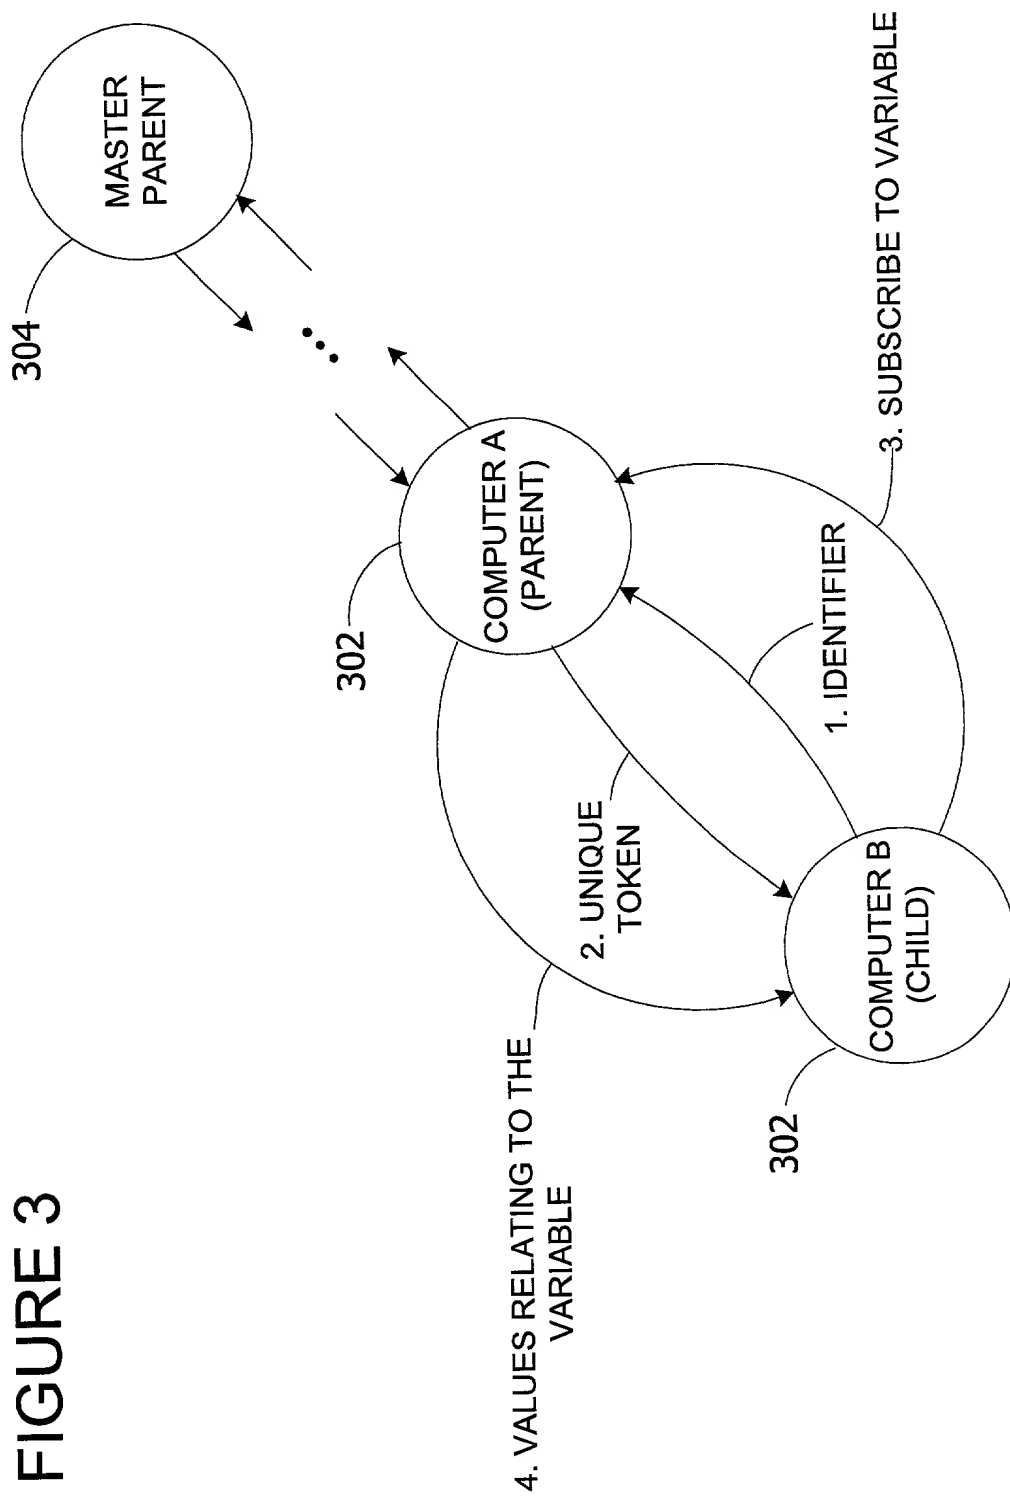 FIGURE 3
304
MASTER
PARENT
302
COMPUTER A
(PARENT)
4. VALUES RELATING TO THE
VARIABLE
2. UNIQUE
TOKEN
1. IDENTIFIER
3. SUBSCRIBE TO VARIABLE
302
COMPUTER B
(CHILD)